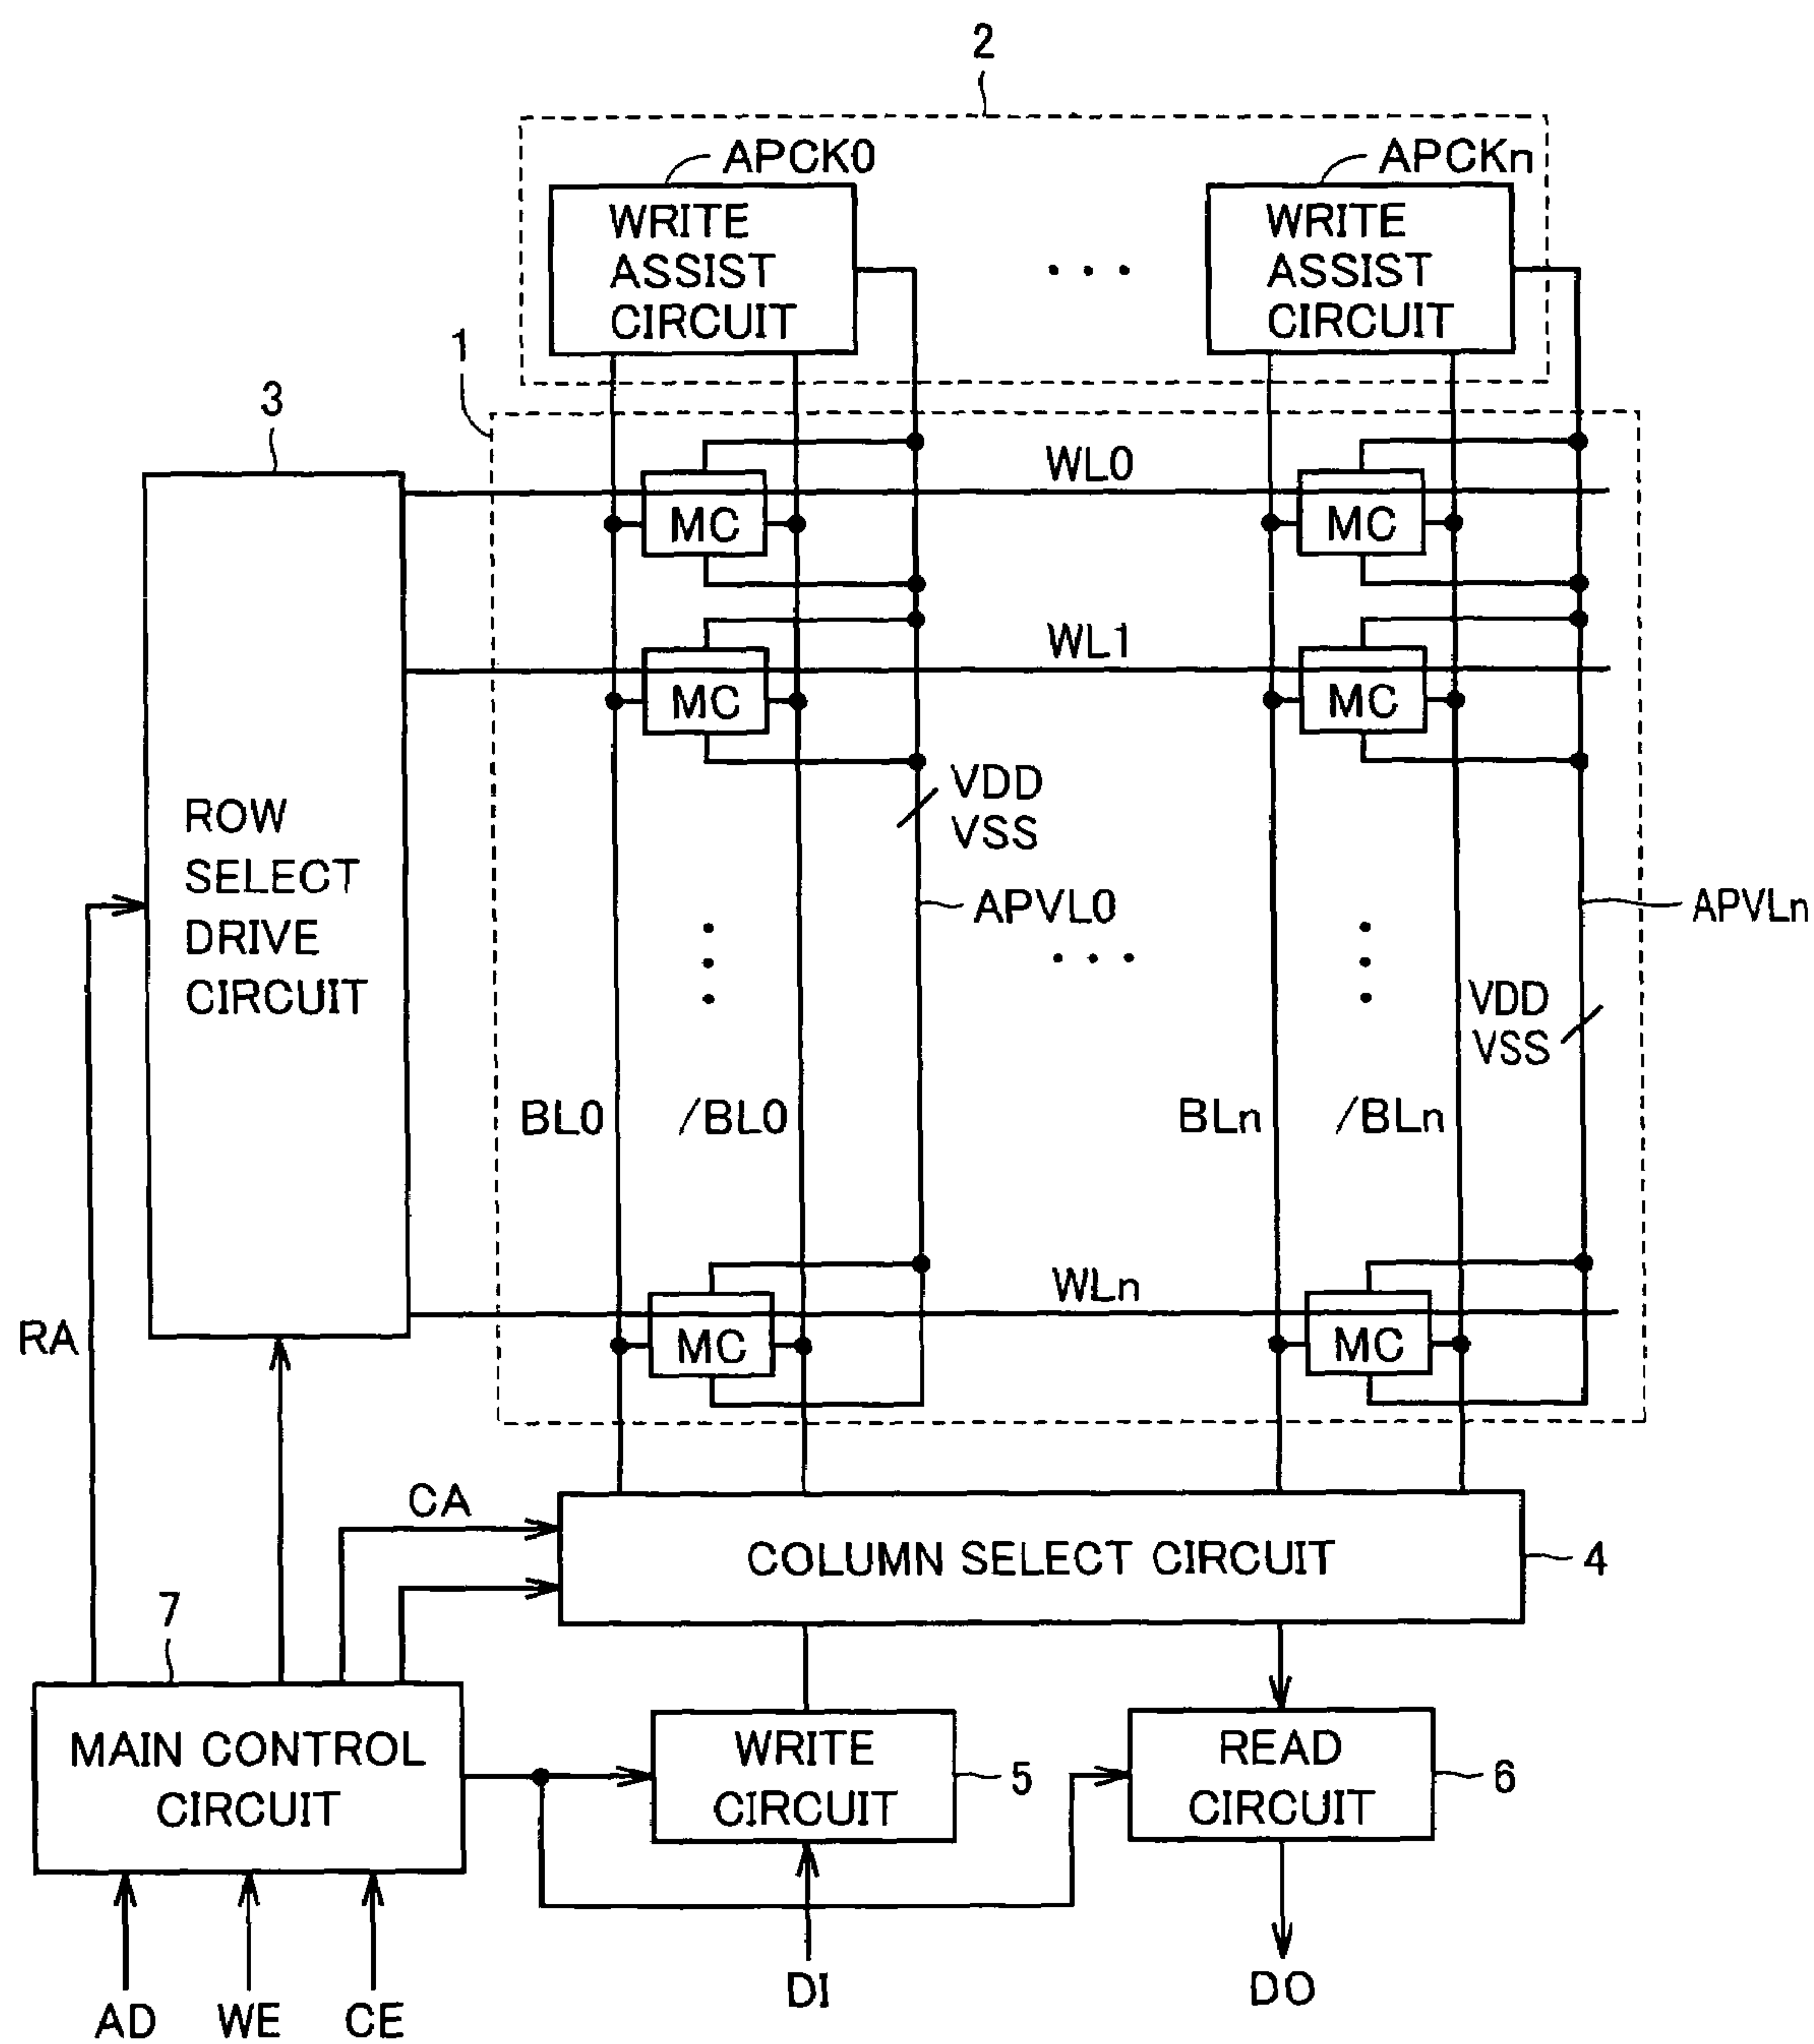 2
APCK0
APCKn
WRITE
ASSIST
CIRCUIT
WRITE
ASSIST
CIRCUIT
1
3
WL0
MC
MC
WL1
MC
MC
VDD
VSS
ROW
SELECT
DRIVE
CIRCUIT
APVL0
APVLn
VDD
VSS
BL0
/BL0
BLn
/BLn
WLn
MC
MC
RA
CA
COLUMN SELECT CIRCUIT
4
7
MAIN CONTROL
CIRCUIT
WRITE
CIRCUIT
5
READ
CIRCUIT
6
DI
DO
AD
WE
CE